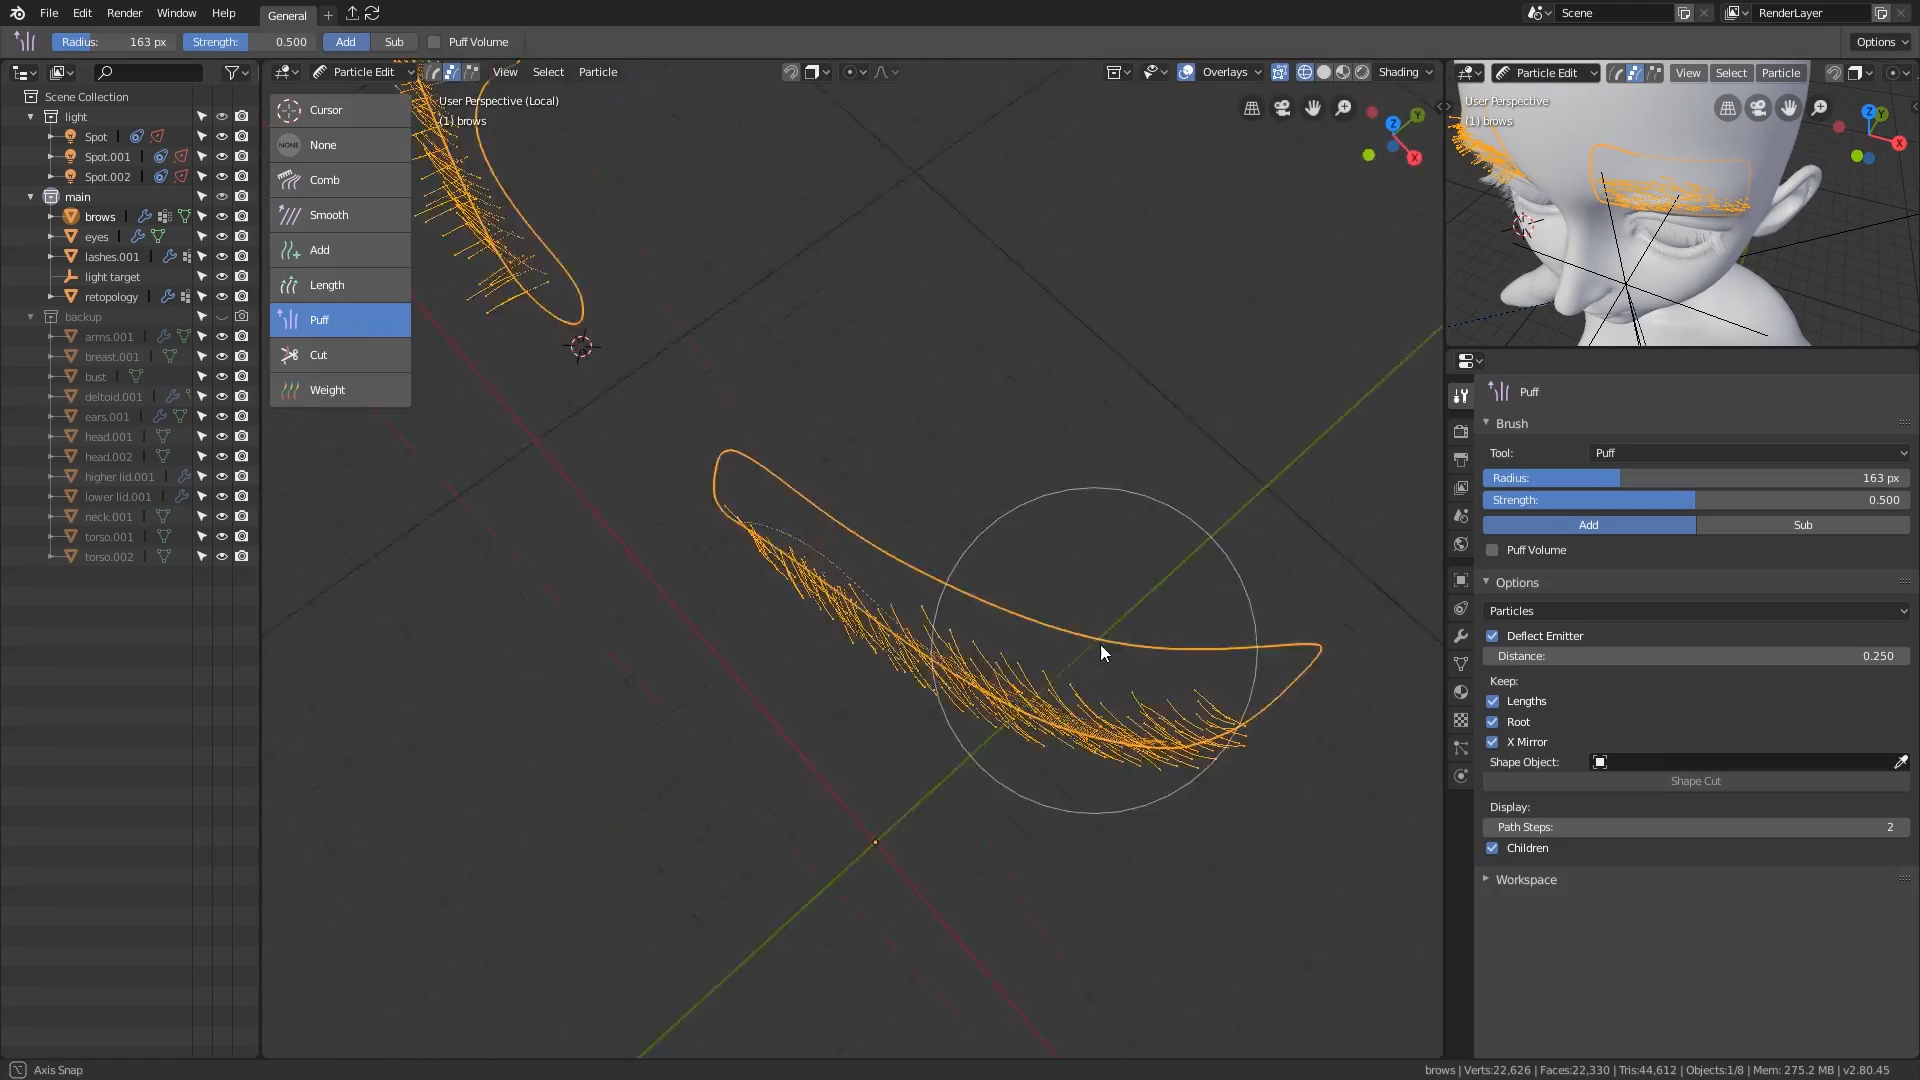 File Edit Render Window Help General + Scene RenderLayer
Radius: 163 px Strength: 0.500 Add Sub Puff Volume Options
Particle Edit View Select Particle Overlays Shading
Particle Edit View Select Particle
Scene Collection
light
Spot
Spot.001
Spot.002
main
brows
eyes
lashes.001
light target
retopology
backup
arms.001
breast.001
bust
deltoid.001
ears.001
head.001
head.002
higher lid.001
lower lid.001
neck.001
torso.001
torso.002
Cursor
NONE None
Comb
Smooth
Add
Length
Puff
Cut
Weight
User Perspective (Local)
(1) brows
Z
Y
X
User Perspective
(1) brows
Z
Y
X
Puff
Brush
Tool: Puff
Radius: 163 px
Strength: 0.500
Add Sub
Puff Volume
Options
Particles
Deflect Emitter
Distance: 0.250
Keep:
Lengths
Root
X Mirror
Shape Object:
Shape Cut
Display:
Path Steps: 2
Children
Workspace
Axis Snap
brows | Verts:22,626 | Faces:22,330 | Tris:44,612 | Objects:1/8 | Mem: 275.2 MB | v2.80.45